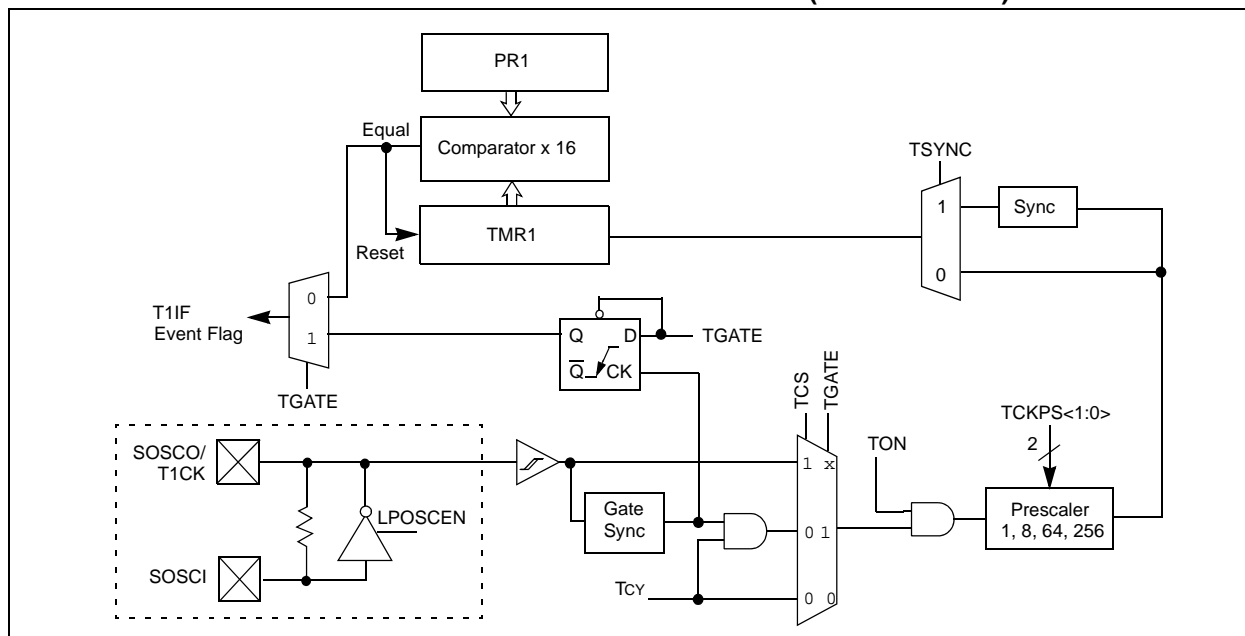 PR1
Equal
Comparator x 16
TSYNC
1
Sync
TMR1
Reset
0
T1IF
Event Flag
0
1
Q
D
TGATE
Q
CK
TGATE
TCS
TGATE
TCKPS<1:0>
2
TON
SOSCO/
T1CK
1 x
Prescaler
1, 8, 64, 256
LPOSCEN
Gate
Sync
0 1
SOSCI
TCY
0 0